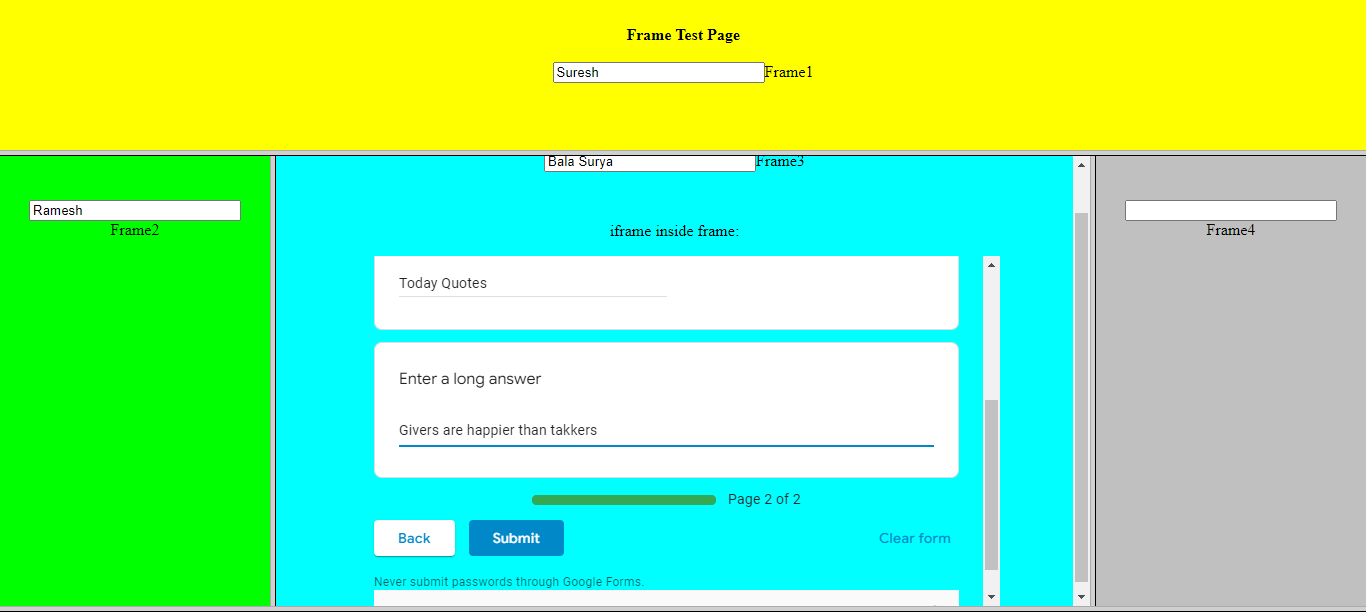 Frame Test Page
Suresh Frame1
Ramesh
Frame2
Bala Surya Frame3
iframe inside frame:
Today Quotes
Enter a long answer
Givers are happier than takkers
Page 2 of 2
Back Submit Clear form
Never submit passwords through Google Forms.
Frame4